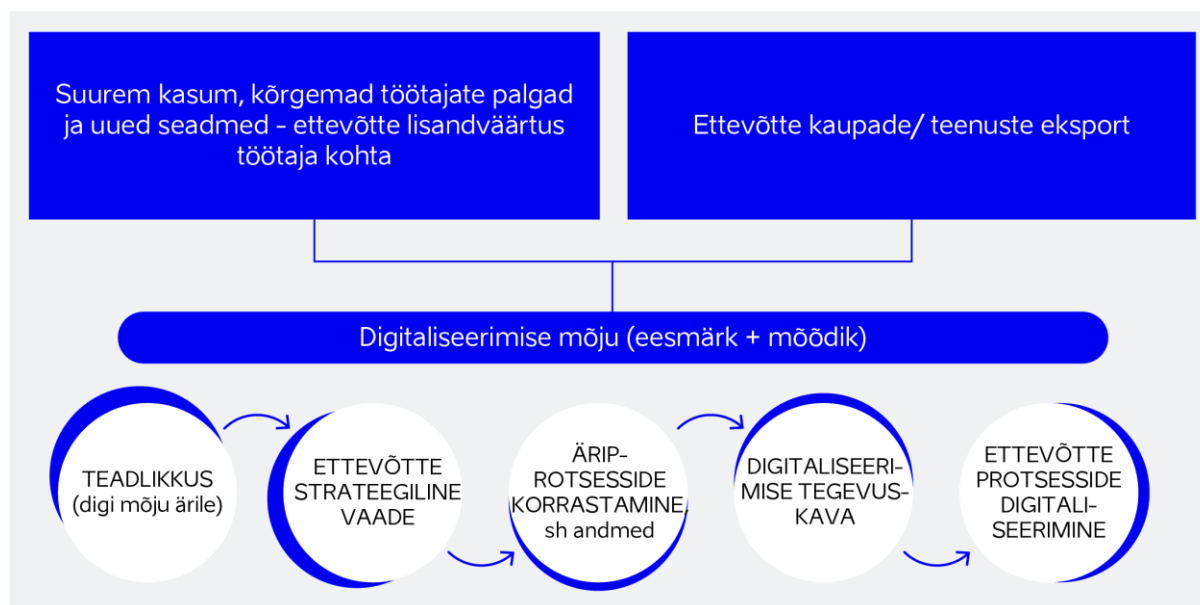 Suurem kasum, kõrgemad töötajate palgad
ja uued seadmed – ettevõtte lisandväärtus
töötaja kohta
Ettevõtte kaupade/ teenuste eksport
Digitaliseerimise mõju (eesmärk + mõõdik)
TEADLIKKUS
(digi mõju ärile)
ETTEVÕTTE
STRATEEGILINE
VAADE
ÄRIP-
ROTSESSIDE
KORRASTAMINE,
sh andmed
DIGITALISEERI-
MISE TEGEVUS-
KAVA
ETTEVÕTTE
PROTSESSIDE
DIGITALI-
SEERIMINE